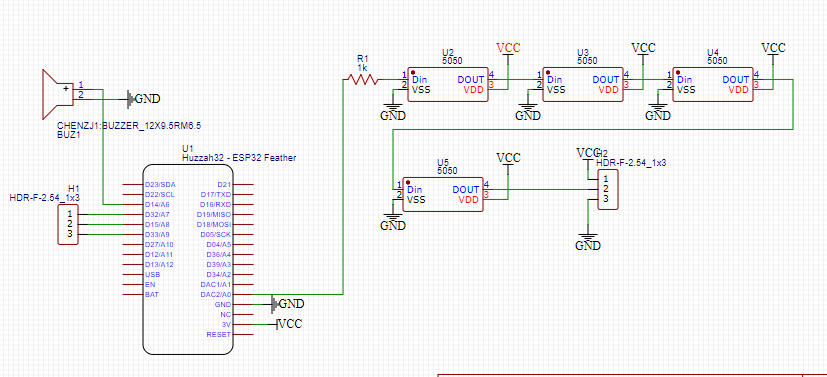 VCC
VCC
VCC
R1
1k
U2
5050
U3
5050
U4
5050
1 Din DOUT 4
2 VSS VDD 3
1 Din DOUT 4
2 VSS VDD 3
1 Din DOUT 4
2 VSS VDD 3
GND
GND
GND
+
1
2
GND
CHENZJ1:BUZZER_12X9.5RM6.5
BUZ1
U1
Huzzah32 - ESP32 Feather
U5
5050
VCC
1 Din DOUT 4
2 VSS VDD 3
GND
VCC
H2
HDR-F-2.54_1x3
1
2
3
GND
H1
HDR-F-2.54_1x3
1
2
3
D23/SDA D21
D22/SCL D17/TXD
D14/A6 D16/RXD
D32/A7 D19/MISO
D15/A8 D18/MOSI
D33/A9 D05/SCK
D27/A10 D04/A5
D12/A11 D36/A4
D13/A12 D39/A3
USB D34/A2
EN DAC1/A1
BAT DAC2/A0
GND GND
NC
3V VCC
RESET